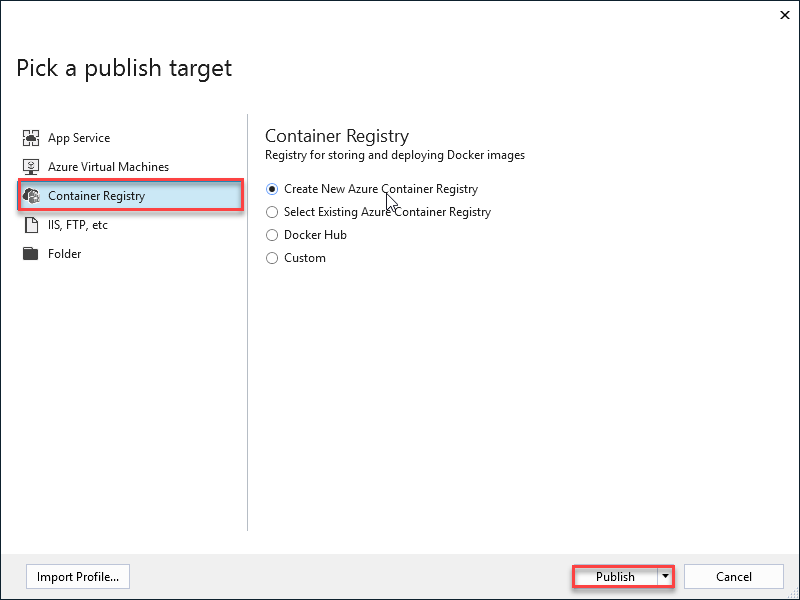 Pick a publish target
App Service
Azure Virtual Machines
Container Registry
IIS, FTP, etc
Folder
Container Registry
Registry for storing and deploying Docker images
Create New Azure Container Registry
Select Existing Azure Container Registry
Docker Hub
Custom
Import Profile...
Publish
Cancel